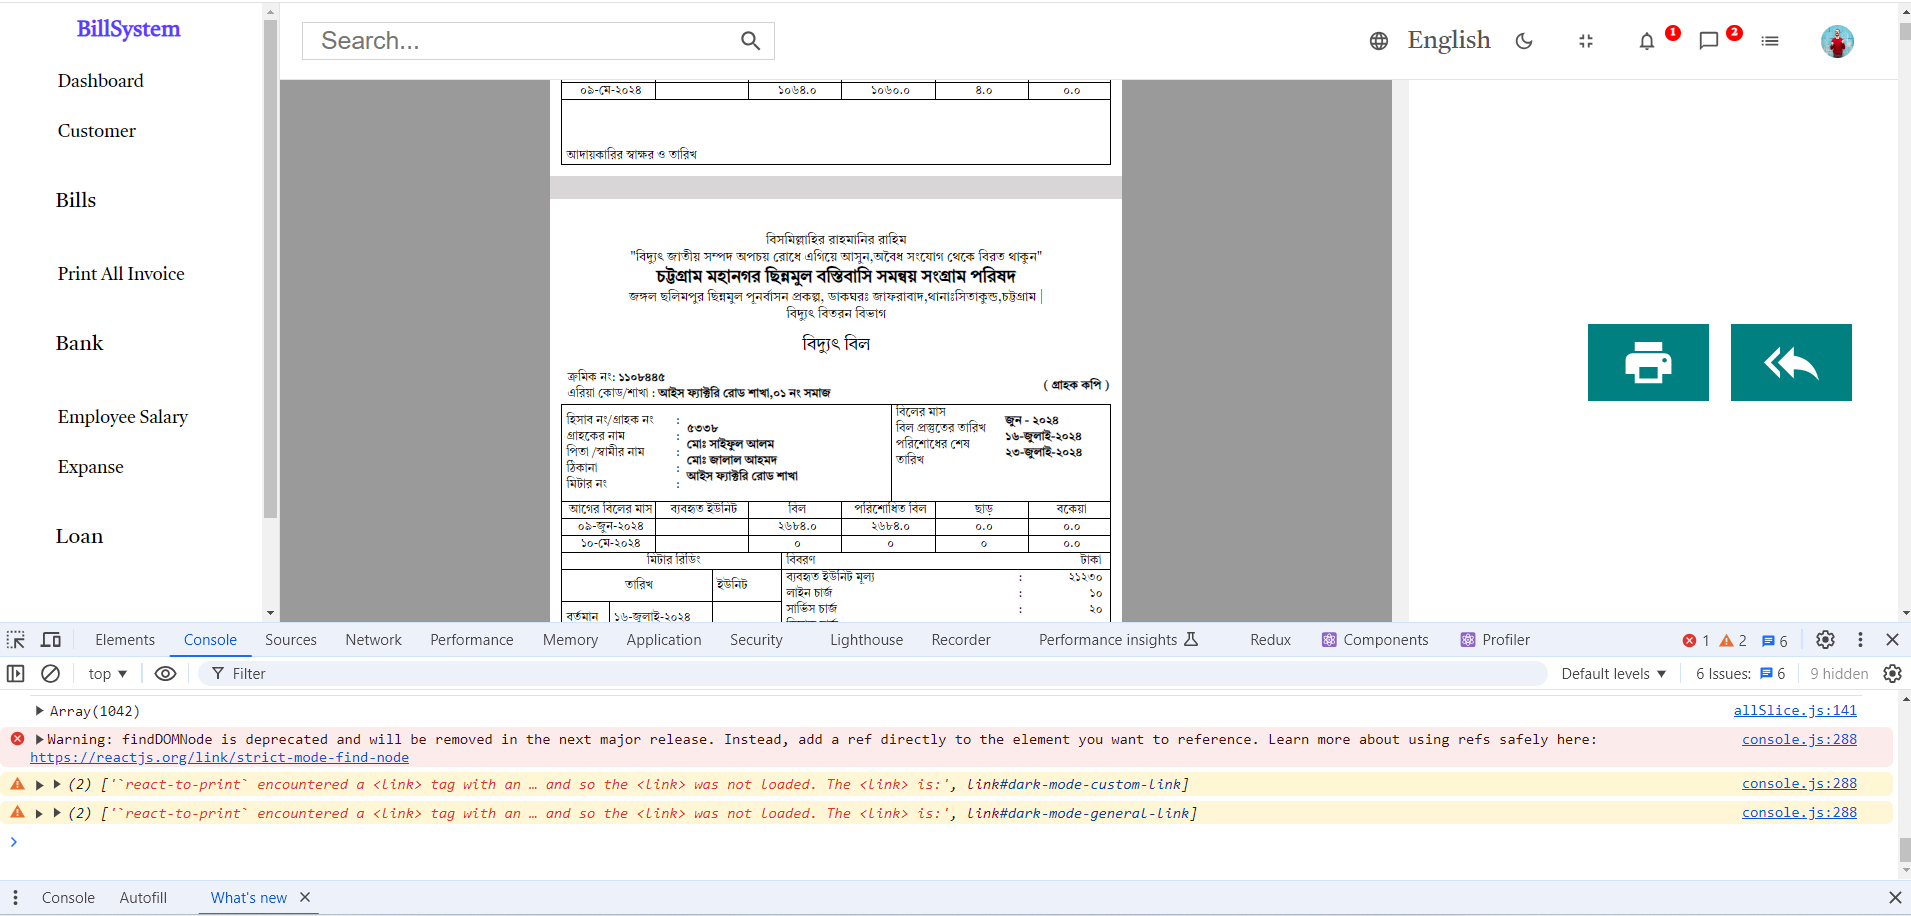 BillSystem
Search...
English
1
2
Dashboard
Customer
Bills
Print All Invoice
Bank
Employee Salary
Expanse
Loan
০৯-মে-২০২৪ ১০৬৪.০ ১০৬০.০ ৪.০ ০.০
আদায়কারির স্বাক্ষর ও তারিখ
বিসমিল্লাহির রাহমানির রাহিম
"বিদ্যুৎ জাতীয় সম্পদ অপচয় রোধে এগিয়ে আসুন,অবৈধ সংযোগ থেকে বিরত থাকুন"
চট্টগ্রাম মহানগর ছিন্নমুল বস্তিবাসি সমন্বয় সংগ্রাম পরিষদ
জঙ্গল ছলিমপুর ছিন্নমুল পূনর্বাসন প্রকল্প, ডাকঘরঃ জাফরাবাদ,থানাঃসিতাকুন্ড,চট্টগ্রাম |
বিদ্যুৎ বিতরন বিভাগ
বিদ্যুৎ বিল
ক্রমিক নং: ১১০৮৪৪৫
এরিয়া কোড/শাখা : আইস ফ্যাক্টরি রোড শাখা,০১ নং সমাজ
( গ্রাহক কপি )
হিসাব নং/গ্রাহক নং : ৫৩৩৮
গ্রাহকের নাম : মোঃ সাইফুল আলম
পিতা /স্বামীর নাম : মোঃ জালাল আহমদ
ঠিকানা : আইস ফ্যাক্টরি রোড শাখা
মিটার নং :
বিলের মাস জুন - ২০২৪
বিল প্রস্তুতের তারিখ ১৬-জুলাই-২০২৪
পরিশোধের শেষ তারিখ ২৩-জুলাই-২০২৪
আগের বিলের মাস ব্যবহৃত ইউনিট বিল পরিশোধিত বিল ছাড় বকেয়া
০৯-জুন-২০২৪ ২৬৮৪.০ ২৬৮৪.০ ০.০ ০.০
১০-মে-২০২৪ ০ ০ ০ ০.০
মিটার রিডিং বিবরণ টাকা
তারিখ ইউনিট
ব্যবহৃত ইউনিট মূল্য : ২১২৩০
লাইন চার্জ : ১০
সার্ভিস চার্জ : ২০
বর্তমান ১৬-জুলাই-২০২৪
Elements Console Sources Network Performance Memory Application Security Lighthouse Recorder Performance insights Redux Components Profiler 1 2 6
top Filter Default levels 6 Issues: 6 9 hidden
Array(1042) allSlice.js:141
Warning: findDOMNode is deprecated and will be removed in the next major release. Instead, add a ref directly to the element you want to reference. Learn more about using refs safely here: console.js:288
https://reactjs.org/link/strict-mode-find-node
(2) ['`react-to-print` encountered a <link> tag with an … and so the <link> was not loaded. The <link> is:', link#dark-mode-custom-link] console.js:288
(2) ['`react-to-print` encountered a <link> tag with an … and so the <link> was not loaded. The <link> is:', link#dark-mode-general-link] console.js:288
Console Autofill What's new